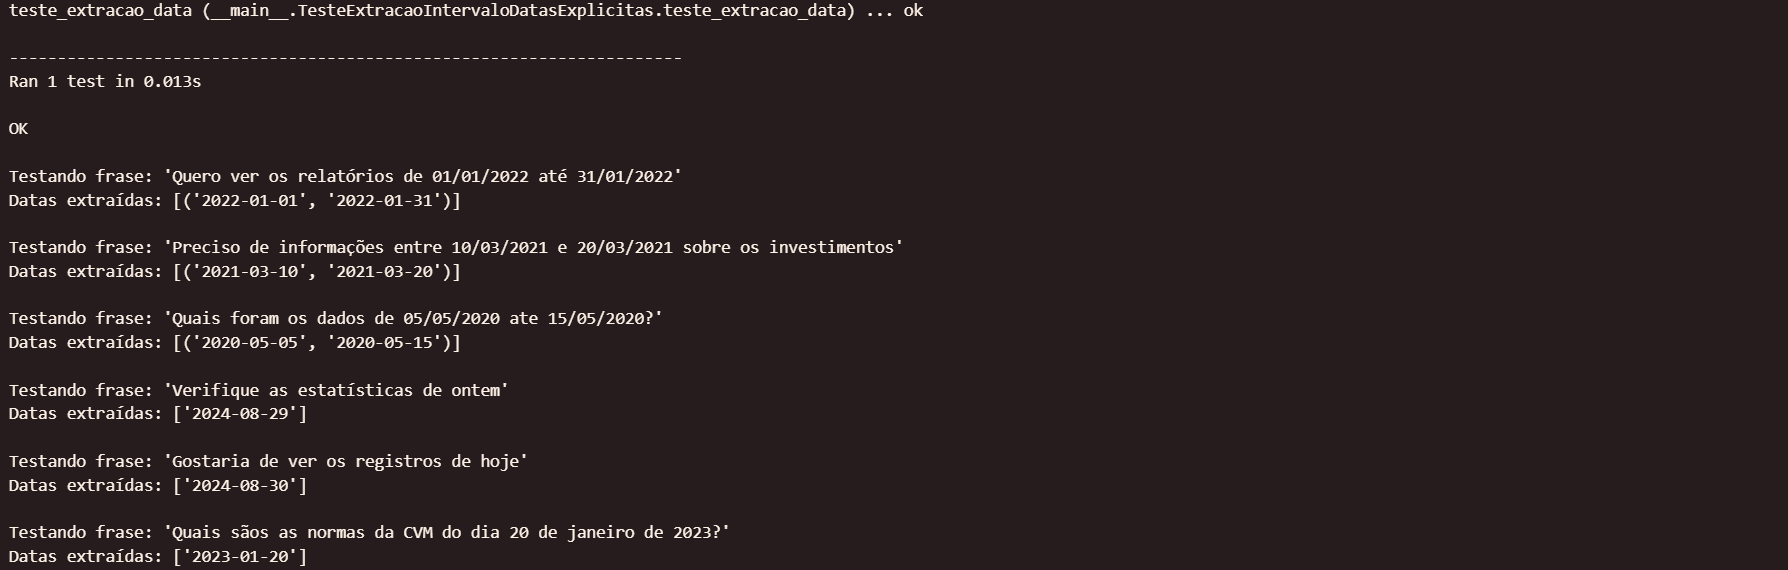 teste_extracao_data (__main__.TesteExtracaoIntervaloDatasExplicitas.teste_extracao_data) ... ok
----------------------------------------------------------------------
Ran 1 test in 0.013s
OK
Testando frase: 'Quero ver os relatórios de 01/01/2022 até 31/01/2022'
Datas extraídas: [('2022-01-01', '2022-01-31')]
Testando frase: 'Preciso de informações entre 10/03/2021 e 20/03/2021 sobre os investimentos'
Datas extraídas: [('2021-03-10', '2021-03-20')]
Testando frase: 'Quais foram os dados de 05/05/2020 ate 15/05/2020?'
Datas extraídas: [('2020-05-05', '2020-05-15')]
Testando frase: 'Verifique as estatísticas de ontem'
Datas extraídas: ['2024-08-29']
Testando frase: 'Gostaria de ver os registros de hoje'
Datas extraídas: ['2024-08-30']
Testando frase: 'Quais sãos as normas da CVM do dia 20 de janeiro de 2023?'
Datas extraídas: ['2023-01-20']